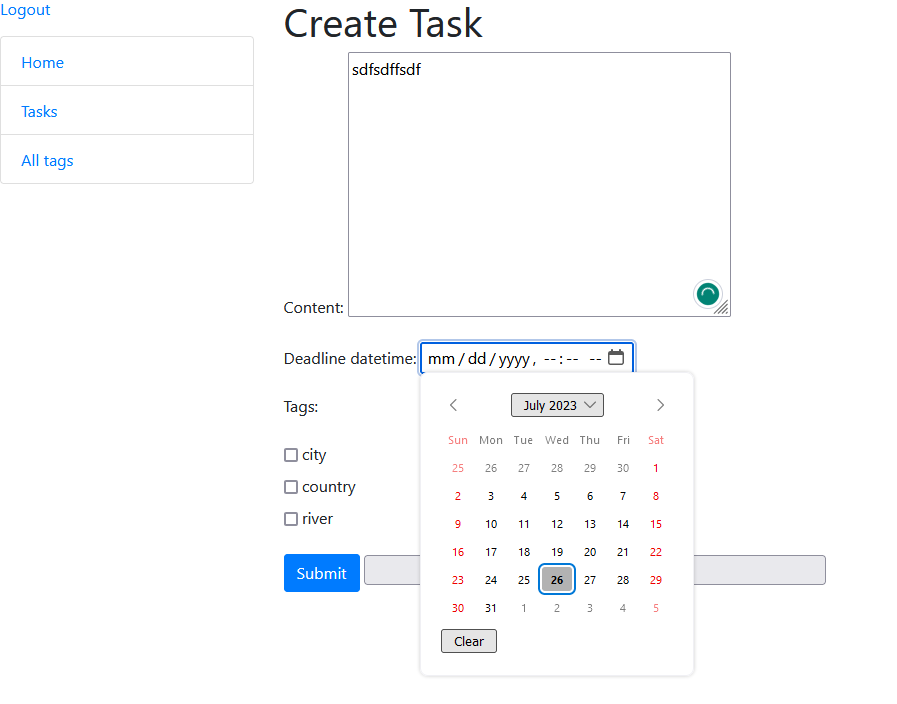 Logout
Home
Tasks
All tags
Create Task
sdfsdffsdf
Content:
Deadline datetime: mm/dd/yyyy, --:-- --
Tags:
city
country
river
Submit
July 2023
Sun Mon Tue Wed Thu Fri Sat
25 26 27 28 29 30 1
2 3 4 5 6 7 8
9 10 11 12 13 14 15
16 17 18 19 20 21 22
23 24 25 26 27 28 29
30 31 1 2 3 4 5
Clear